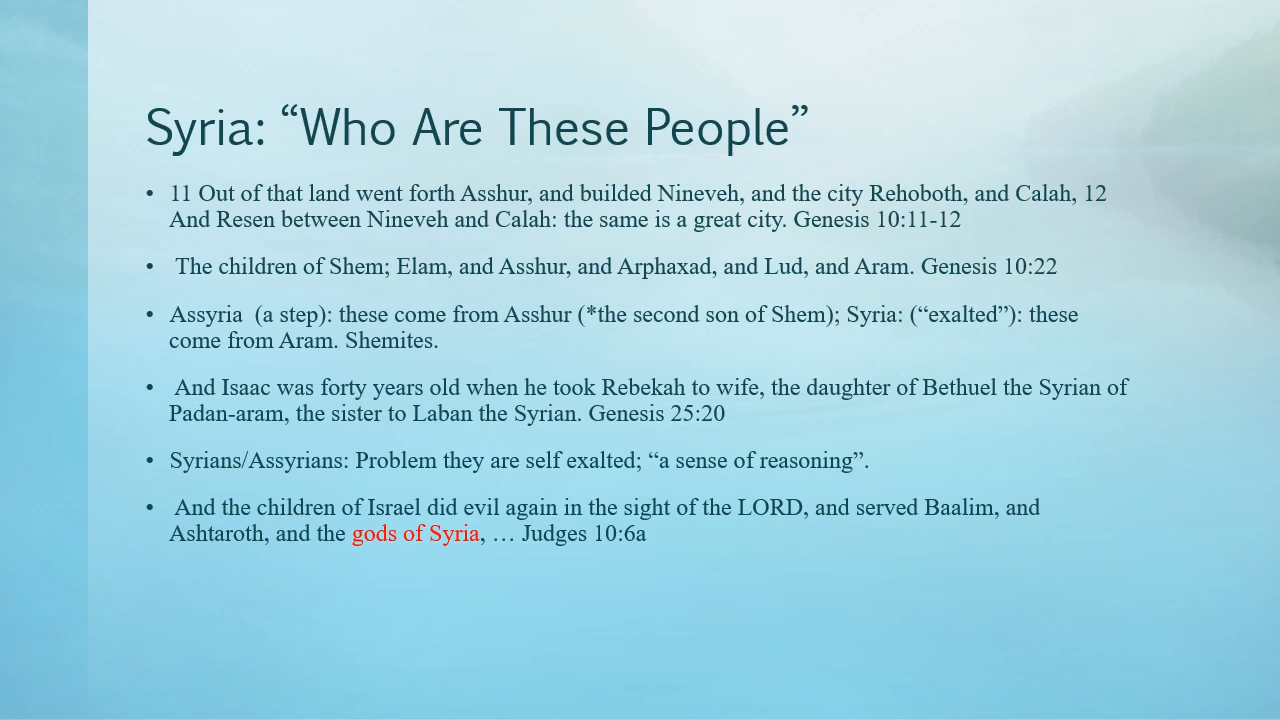 Syria: “Who Are These People”
• 11 Out of that land went forth Asshur, and builded Nineveh, and the city Rehoboth, and Calah, 12
And Resen between Nineveh and Calah: the same is a great city. Genesis 10:11-12
• The children of Shem; Elam, and Asshur, and Arphaxad, and Lud, and Aram. Genesis 10:22
• Assyria  (a step): these come from Asshur (*the second son of Shem); Syria: (“exalted”): these
come from Aram. Shemites.
• And Isaac was forty years old when he took Rebekah to wife, the daughter of Bethuel the Syrian of
Padan-aram, the sister to Laban the Syrian. Genesis 25:20
• Syrians/Assyrians: Problem they are self exalted; “a sense of reasoning”.
• And the children of Israel did evil again in the sight of the LORD, and served Baalim, and
Ashtaroth, and the gods of Syria, … Judges 10:6a